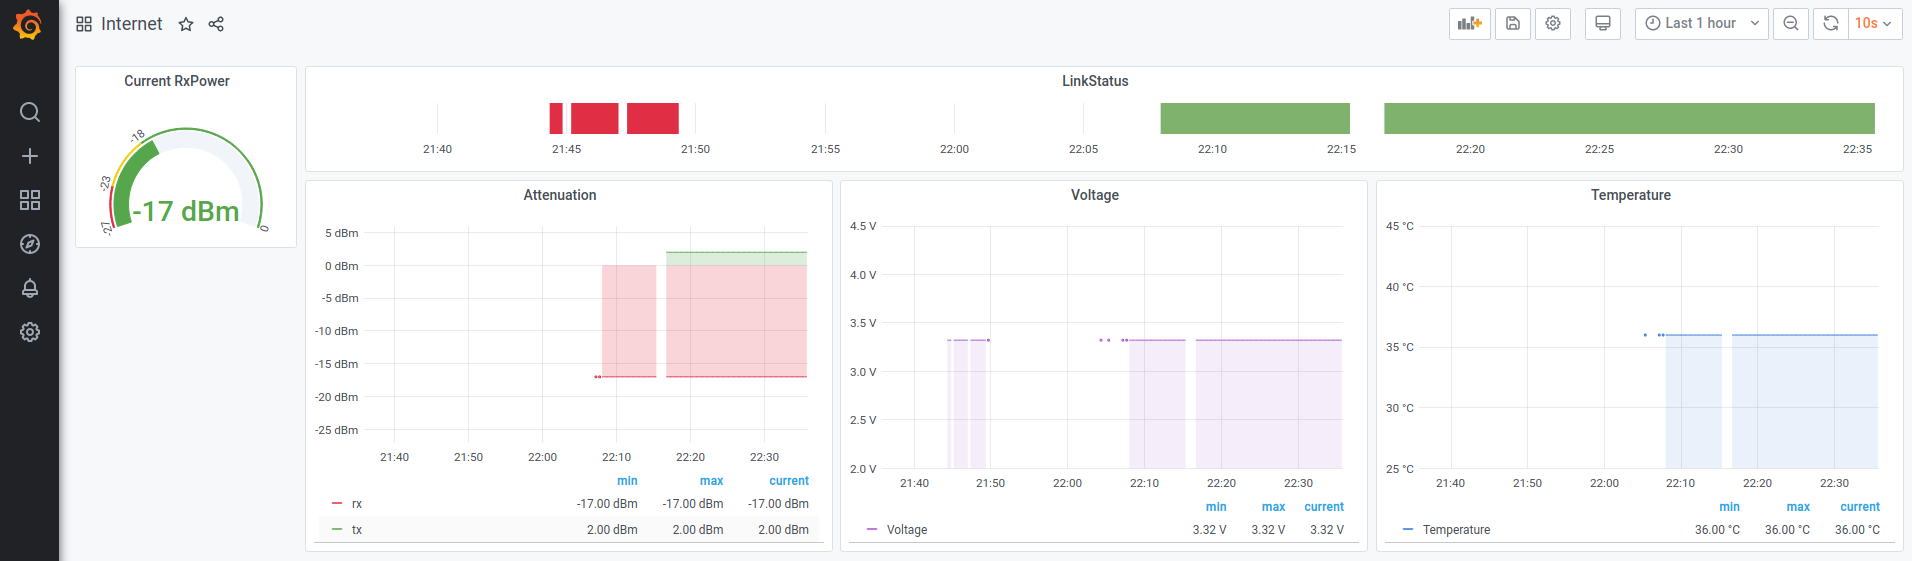 Internet
Last 1 hour
10s
Current RxPower
-27
-23
-18
0
-17 dBm
LinkStatus
21:40 21:45 21:50 21:55 22:00 22:05 22:10 22:15 22:20 22:25 22:30 22:35
Attenuation
5 dBm
0 dBm
-5 dBm
-10 dBm
-15 dBm
-20 dBm
-25 dBm
21:40 21:50 22:00 22:10 22:20 22:30
min max current
rx -17.00 dBm -17.00 dBm -17.00 dBm
tx 2.00 dBm 2.00 dBm 2.00 dBm
Voltage
4.5 V
4.0 V
3.5 V
3.0 V
2.5 V
2.0 V
21:40 21:50 22:00 22:10 22:20 22:30
min max current
Voltage 3.32 V 3.32 V 3.32 V
Temperature
45 °C
40 °C
35 °C
30 °C
25 °C
21:40 21:50 22:00 22:10 22:20 22:30
min max current
Temperature 36.00 °C 36.00 °C 36.00 °C